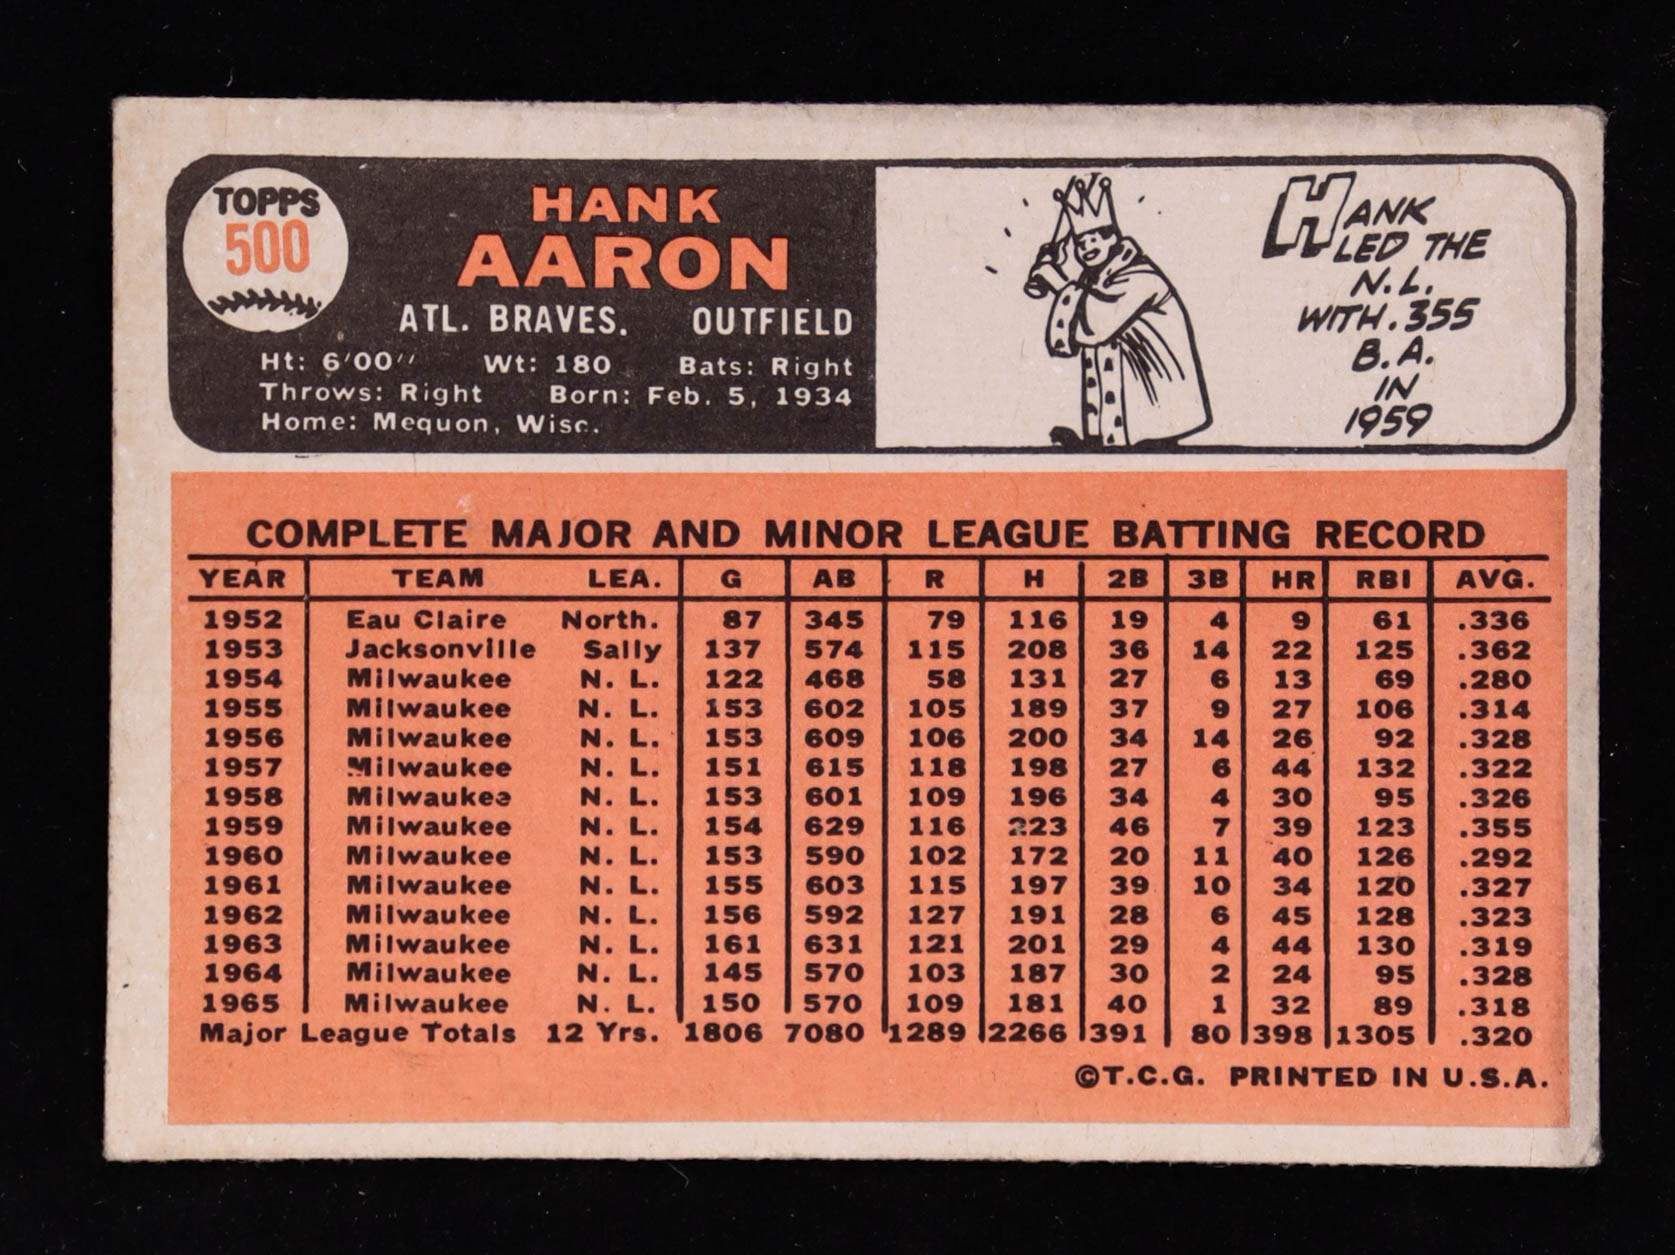 TOPPS
500
HANK
AARON
ATL. BRAVES. OUTFIELD
Ht: 6'00" Wt: 180 Bats: Right
Throws: Right Born: Feb. 5, 1934
Home: Mequon, Wisc.
HANK
LED THE
N.L.
WITH .355
B.A.
IN
1959
COMPLETE MAJOR AND MINOR LEAGUE BATTING RECORD
YEAR TEAM LEA. G AB R H 2B 3B HR RBI AVG.
1952 Eau Claire North. 87 345 79 116 19 4 9 61 .336
1953 Jacksonville Sally 137 574 115 208 36 14 22 125 .362
1954 Milwaukee N. L. 122 468 58 131 27 6 13 69 .280
1955 Milwaukee N. L. 153 602 105 189 37 9 27 106 .314
1956 Milwaukee N. L. 153 609 106 200 34 14 26 92 .328
1957 Milwaukee N. L. 151 615 118 198 27 6 44 132 .322
1958 Milwaukee N. L. 153 601 109 196 34 4 30 95 .326
1959 Milwaukee N. L. 154 629 116 223 46 7 39 123 .355
1960 Milwaukee N. L. 153 590 102 172 20 11 40 126 .292
1961 Milwaukee N. L. 155 603 115 197 39 10 34 120 .327
1962 Milwaukee N. L. 156 592 127 191 28 6 45 128 .323
1963 Milwaukee N. L. 161 631 121 201 29 4 44 130 .319
1964 Milwaukee N. L. 145 570 103 187 30 2 24 95 .328
1965 Milwaukee N. L. 150 570 109 181 40 1 32 89 .318
Major League Totals 12 Yrs. 1806 7080 1289 2266 391 80 398 1305 .320
©T.C.G. PRINTED IN U.S.A.